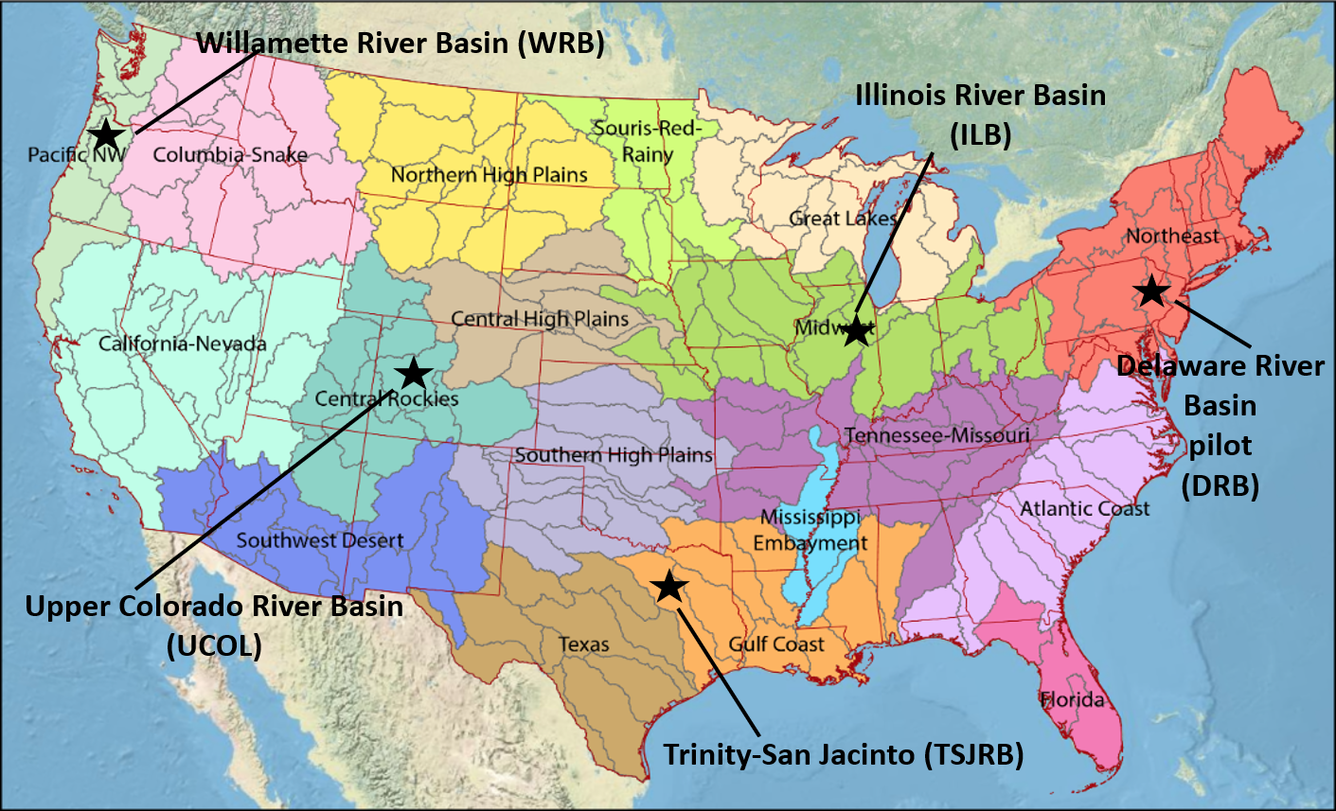 Willamette River Basin (WRB)
Illinois River Basin
(ILB)
Souris-Red-
Rainy
Pacific NW
Columbia-Snake
Northern High Plains
Great Lakes
Northeast
Central High Plains
Midwest
California-Nevada
Delaware River
Basin
pilot
(DRB)
Central Rockies
Tennessee-Missouri
Southern High Plains
Atlantic Coast
Mississippi
Embayment
Southwest Desert
Upper Colorado River Basin
(UCOL)
Texas
Gulf Coast
Florida
Trinity-San Jacinto (TSJRB)